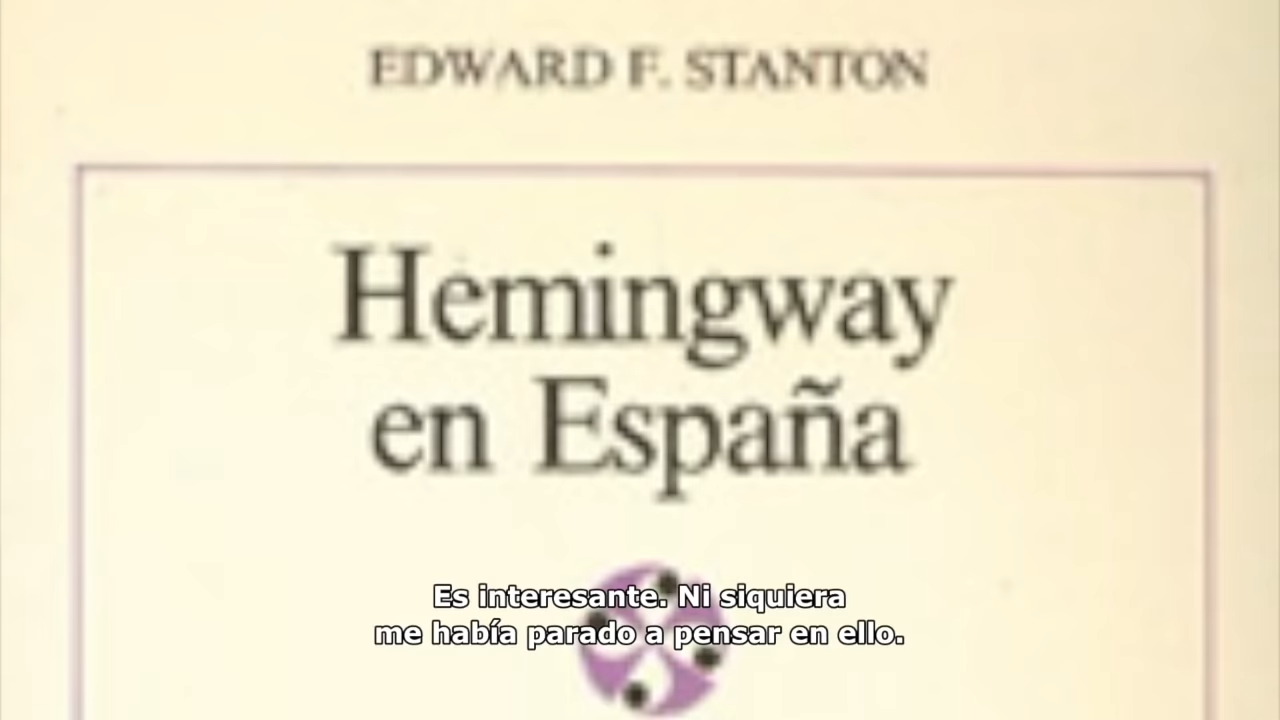 EDWARD F. STANTON
Hemingway
en España
Es interesante. Ni siquiera
me había parado a pensar en ello.